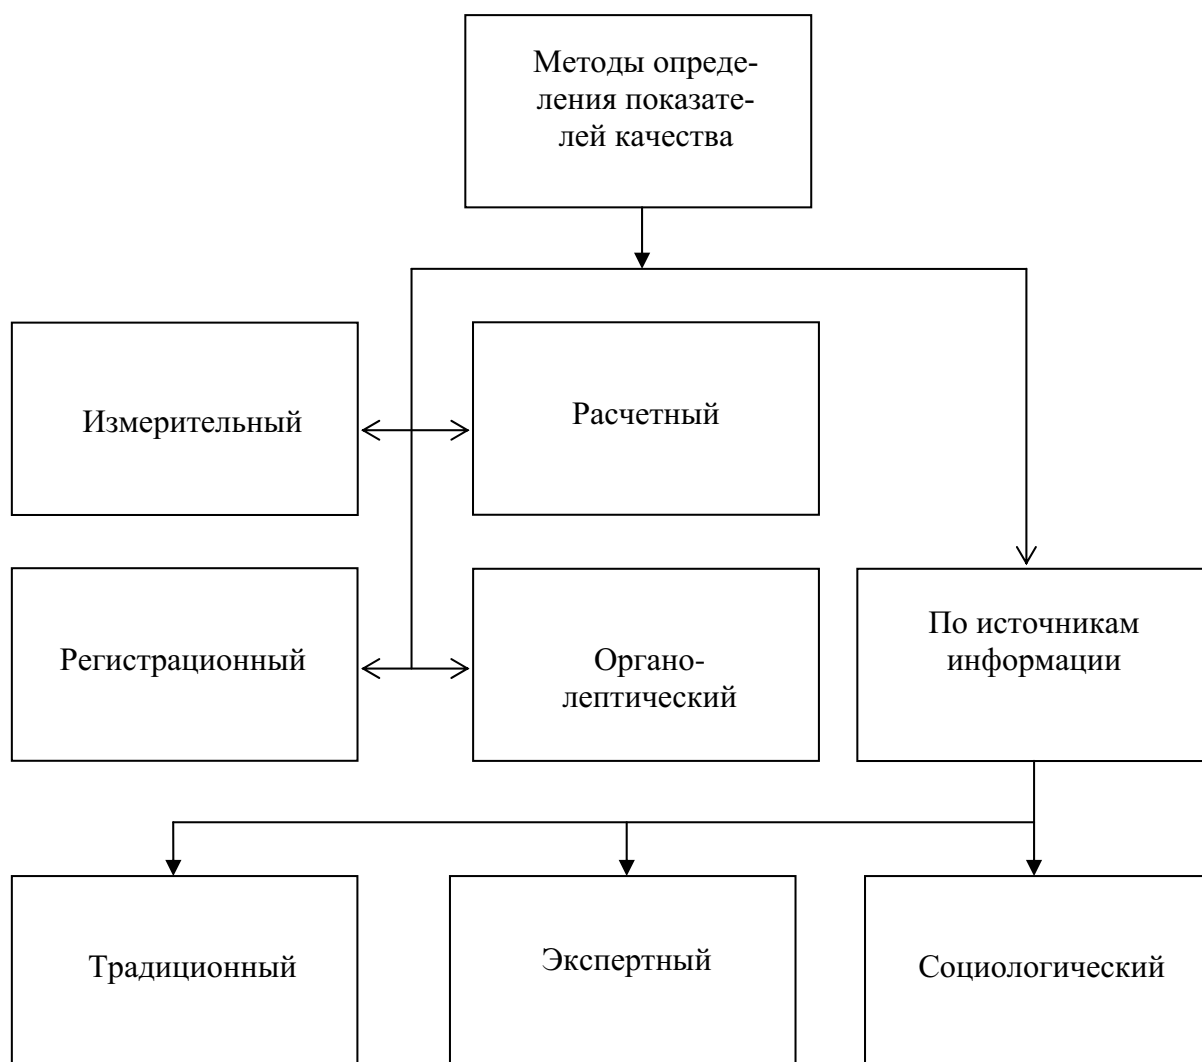 Методы опреде-
ления показате-
лей качества
Измерительный
Расчетный
Регистрационный
Органо-
лептический
По источникам
информации
Традиционный
Экспертный
Социологический